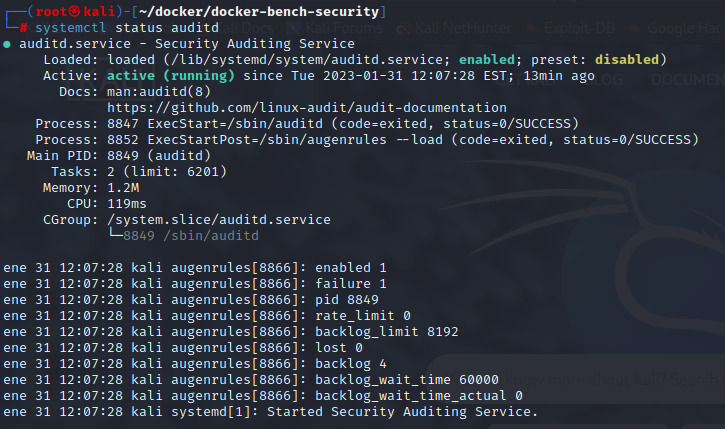 ┌──(root㉿kali)-[~/docker/docker-bench-security]
└─# systemctl status auditd
● auditd.service - Security Auditing Service
Loaded: loaded (/lib/systemd/system/auditd.service; enabled; preset: disabled)
Active: active (running) since Tue 2023-01-31 12:07:28 EST; 13min ago
Docs: man:auditd(8)
https://github.com/linux-audit/audit-documentation
Process: 8847 ExecStart=/sbin/auditd (code=exited, status=0/SUCCESS)
Process: 8852 ExecStartPost=/sbin/augenrules --load (code=exited, status=0/SUCCESS)
Main PID: 8849 (auditd)
Tasks: 2 (limit: 6201)
Memory: 1.2M
CPU: 119ms
CGroup: /system.slice/auditd.service
└─8849 /sbin/auditd
ene 31 12:07:28 kali augenrules[8866]: enabled 1
ene 31 12:07:28 kali augenrules[8866]: failure 1
ene 31 12:07:28 kali augenrules[8866]: pid 8849
ene 31 12:07:28 kali augenrules[8866]: rate_limit 0
ene 31 12:07:28 kali augenrules[8866]: backlog_limit 8192
ene 31 12:07:28 kali augenrules[8866]: lost 0
ene 31 12:07:28 kali augenrules[8866]: backlog 4
ene 31 12:07:28 kali augenrules[8866]: backlog_wait_time 60000
ene 31 12:07:28 kali augenrules[8866]: backlog_wait_time_actual 0
ene 31 12:07:28 kali systemd[1]: Started Security Auditing Service.